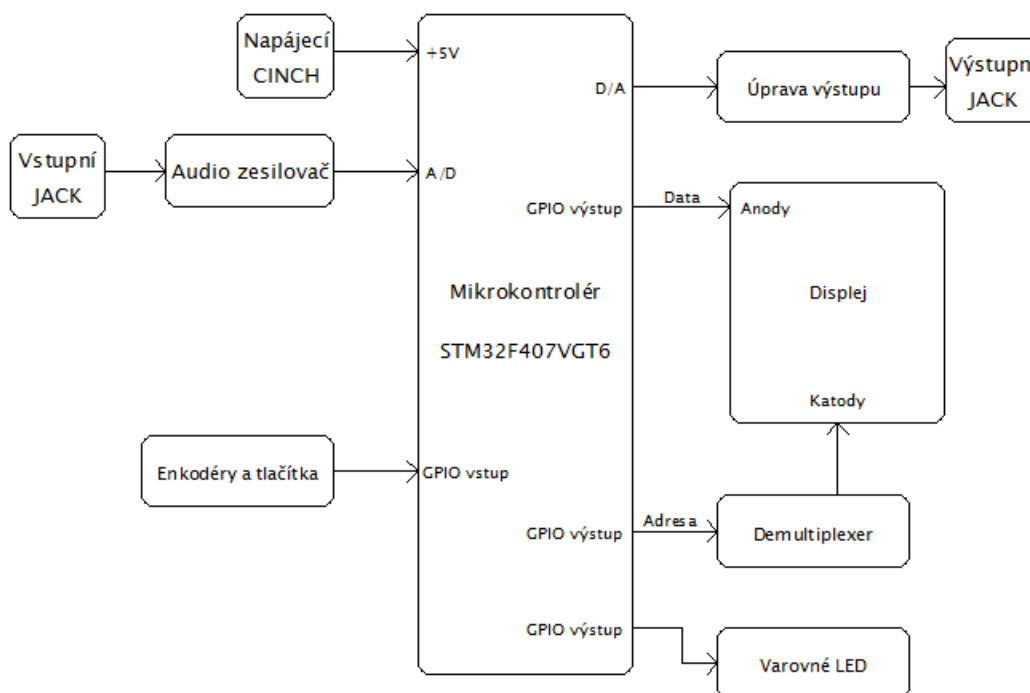 Napájecí
CINCH
+5V
D/A
Úprava výstupu
Výstupní
JACK
Vstupní
JACK
Audio zesilovač
A/D
GPIO výstup
Data
Anody
Mikrokontrolér
STM32F407VGT6
Displej
Katody
Enkodéry a tlačítka
GPIO vstup
GPIO výstup
Adresa
Demultiplexer
GPIO výstup
Varovné LED